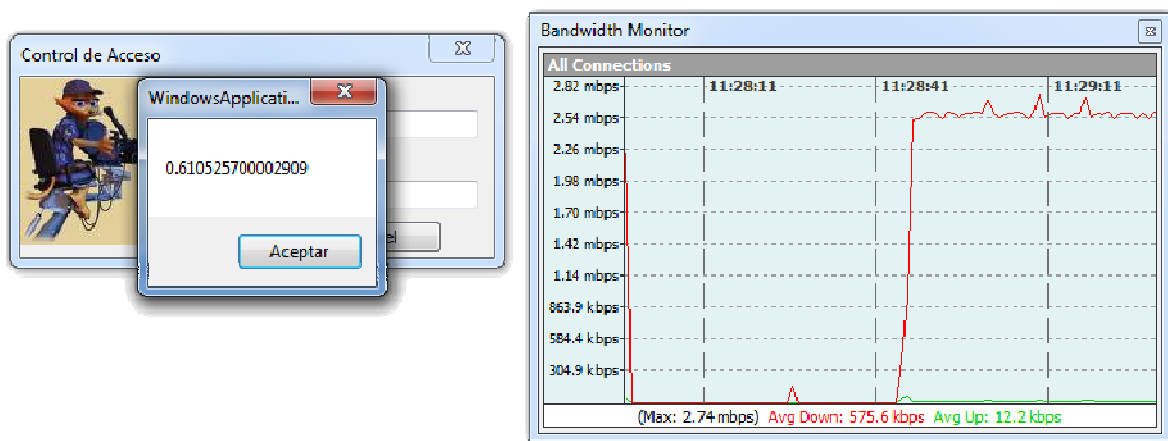 Control de Acceso
WindowsApplicati...
0.610525700002909
Aceptar
el
Bandwidth Monitor
All Connections
11:28:11 11:28:41 11:29:11
2.82 mbps
2.54 mbps
2.26 mbps
1.98 mbps
1.70 mbps
1.42 mbps
1.14 mbps
863.9 kbps
584.4 kbps
304.9 kbps
(Max: 2.74 mbps) Avg Down: 575.6 kbps Avg Up: 12.2 kbps